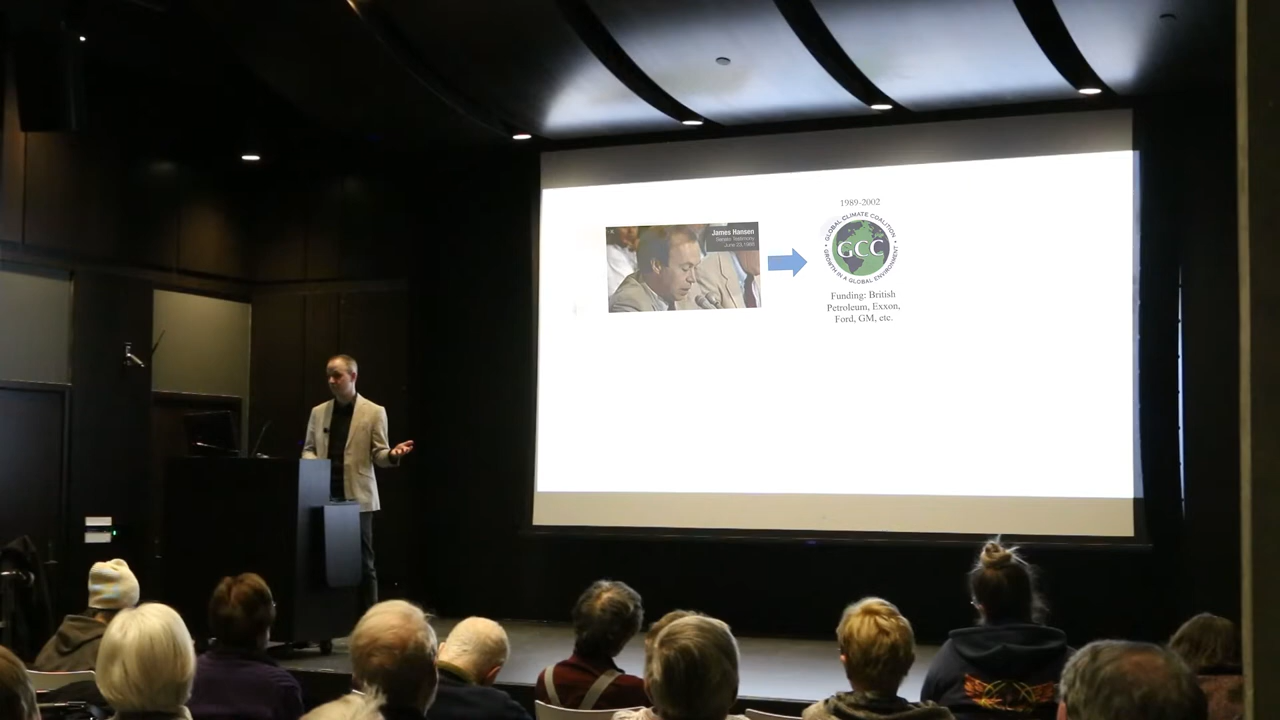 James Hansen
Senate Testimony
June 23, 1988
1989-2002
GLOBAL CLIMATE COALITION
GCC
GROWTH IN A GLOBAL ENVIRONMENT
Funding: British
Petroleum, Exxon,
Ford, GM, etc.